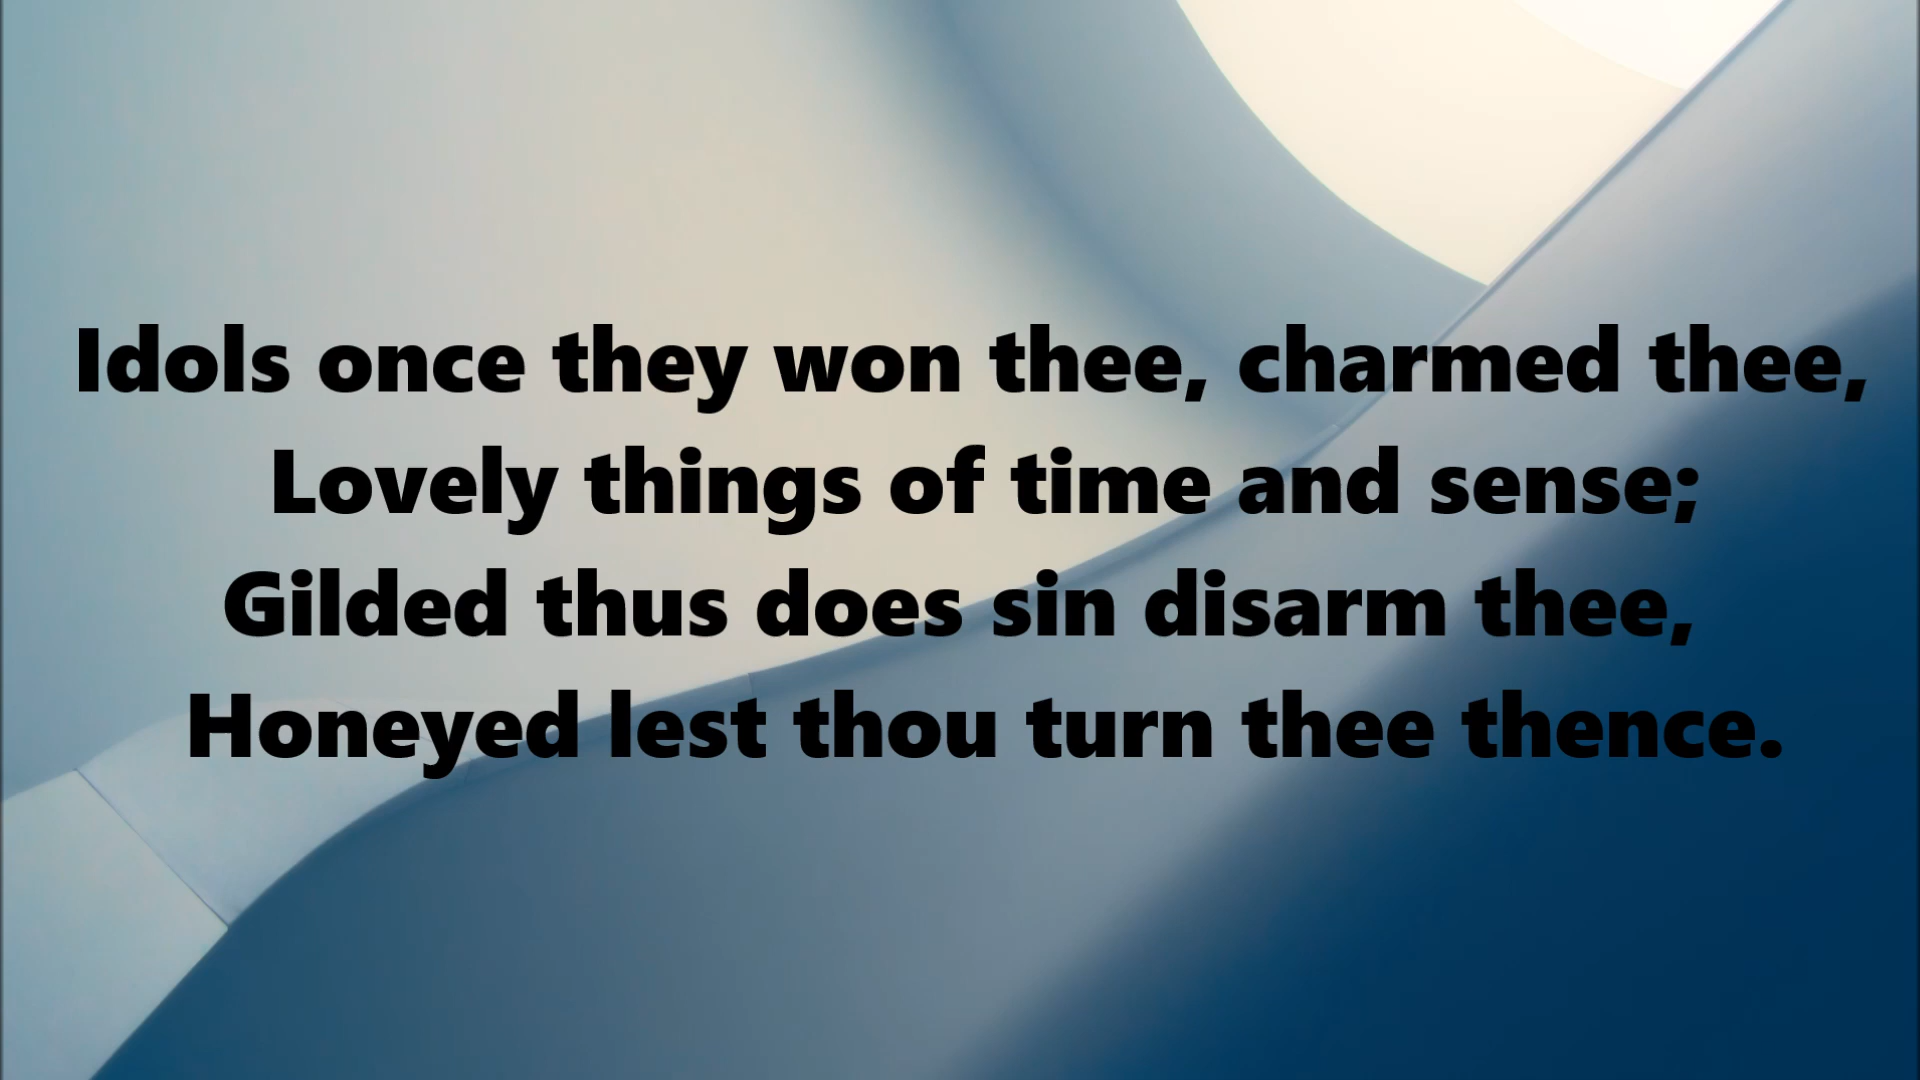 Idols once they won thee, charmed thee,
Lovely things of time and sense;
Gilded thus does sin disarm thee,
Honeyed lest thou turn thee thence.